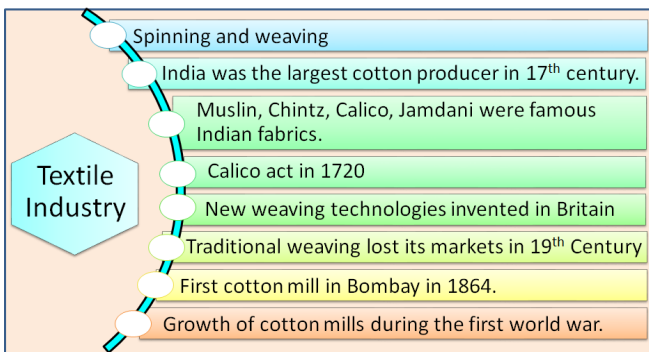 Textile
Industry
Spinning and weaving
India was the largest cotton producer in 17th century.
Muslin, Chintz, Calico, Jamdani were famous
Indian fabrics.
Calico act in 1720
New weaving technologies invented in Britain
Traditional weaving lost its markets in 19th Century
First cotton mill in Bombay in 1864.
Growth of cotton mills during the first world war.